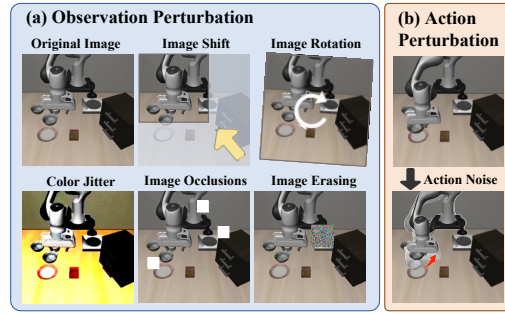 (a) Observation Perturbation
Original Image
Image Shift
Image Rotation
Color Jitter
Image Occlusions
Image Erasing
(b) Action
Perturbation
Action Noise